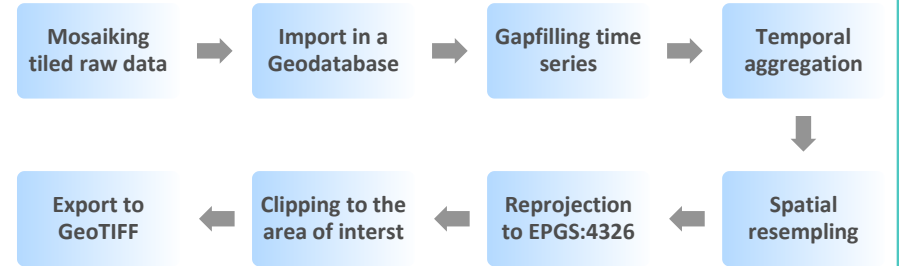 Mosaiking
tiled raw data
Import in a
Geodatabase
Gapfilling time
series
Temporal
aggregation
Spatial
resempling
Reprojection
to EPGS:4326
Clipping to the
area of interst
Export to
GeoTIFF